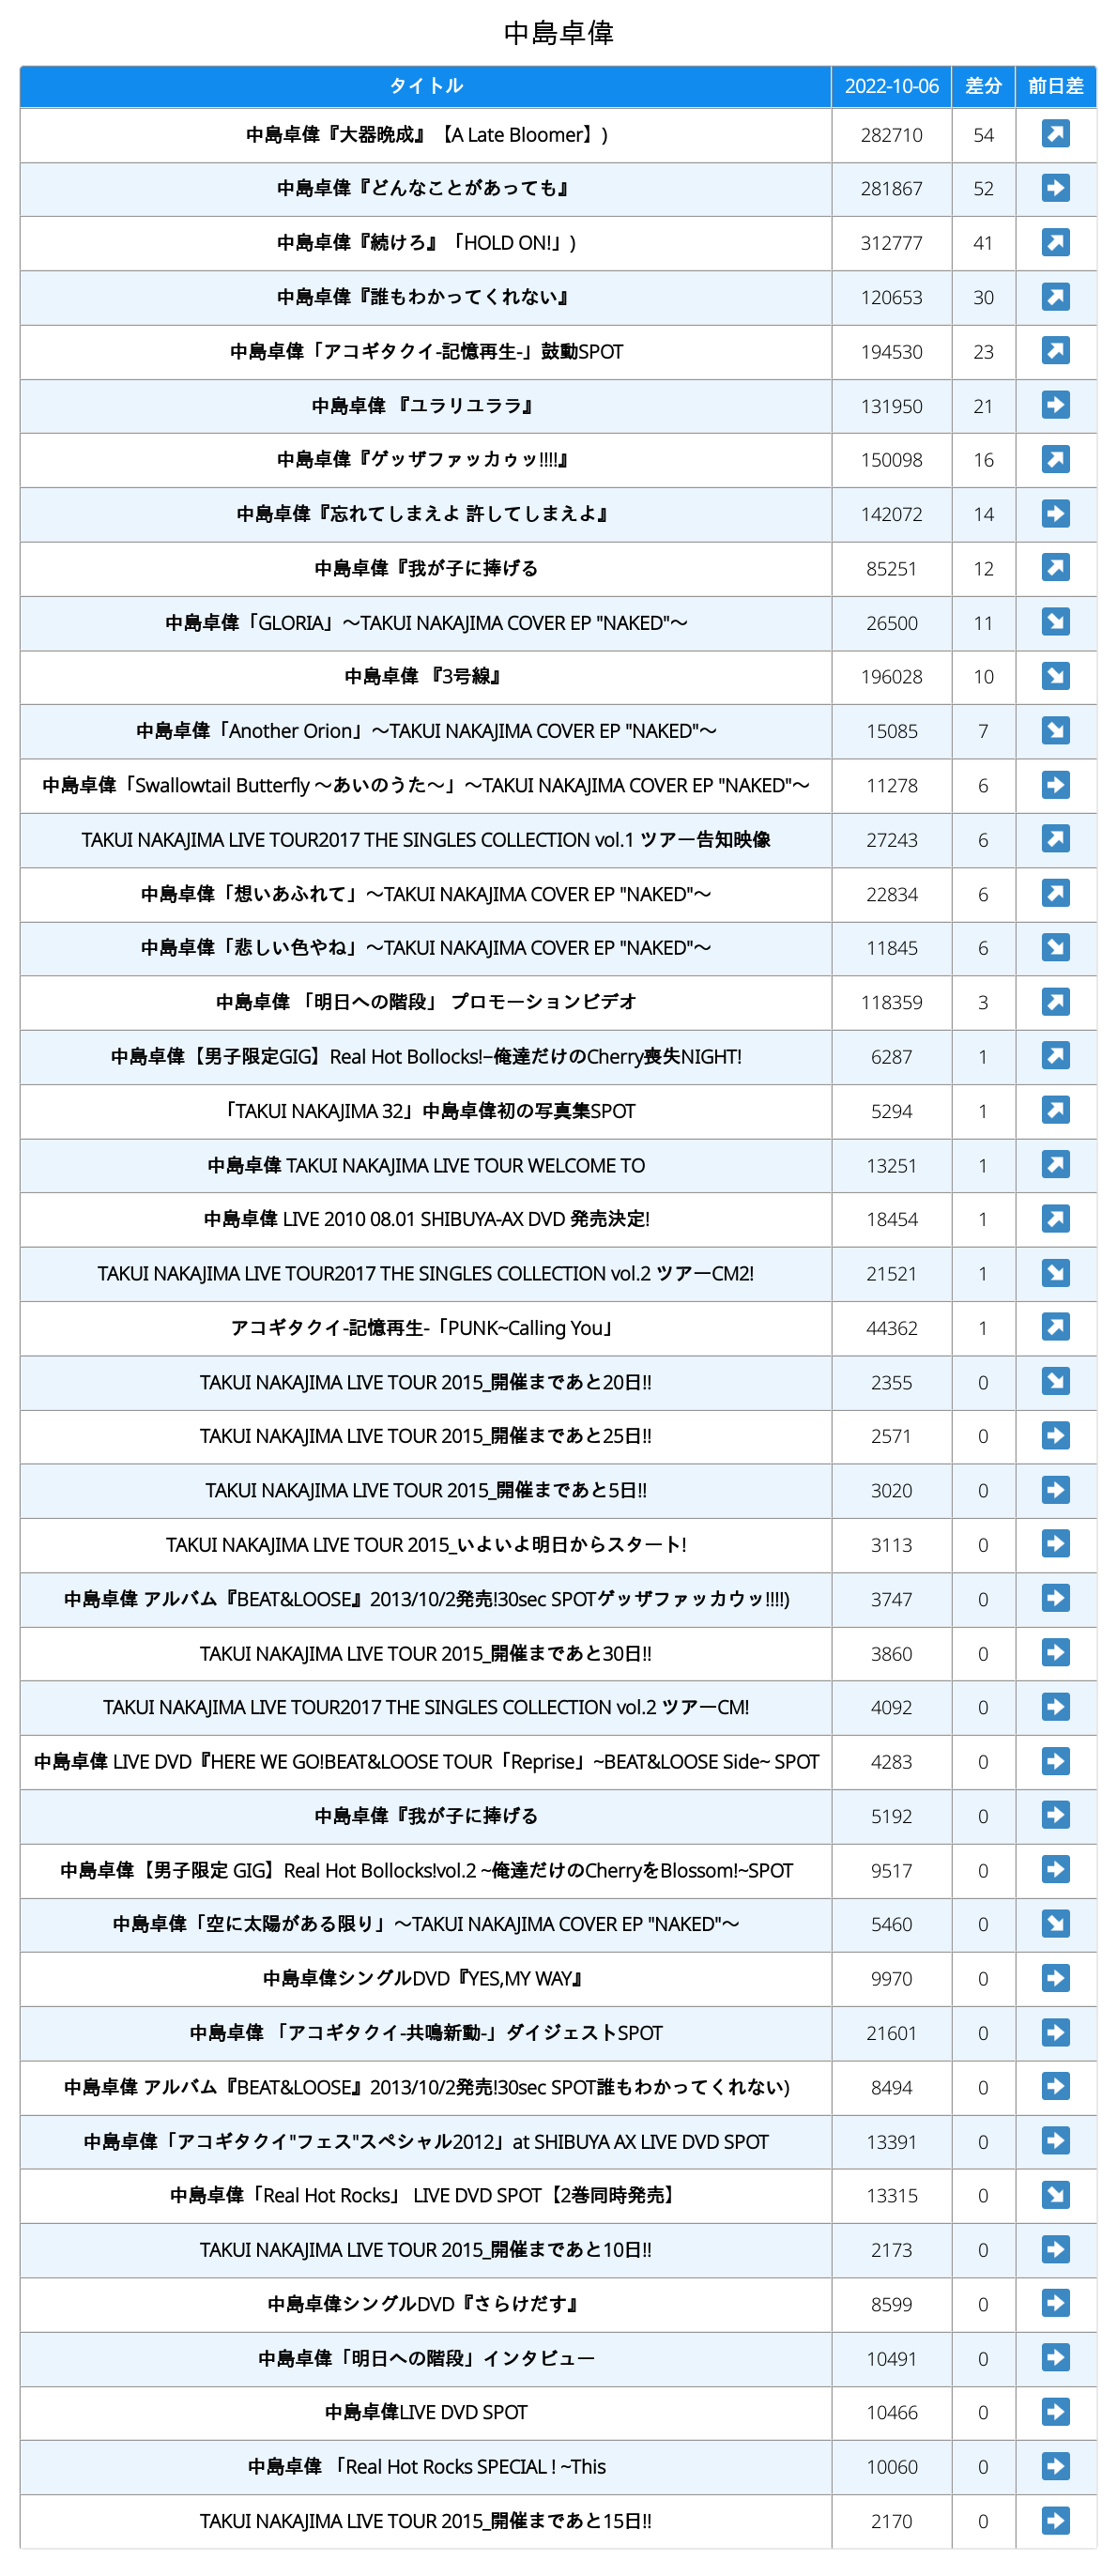 中島卓偉
タイトル 2022-10-06 差分 前日差
中島卓偉『大器晩成』【A Late Bloomer】) 282710 54 ↗
中島卓偉『どんなことがあっても』 281867 52 ➡
中島卓偉『続けろ』「HOLD ON!」) 312777 41 ↗
中島卓偉『誰もわかってくれない』 120653 30 ↗
中島卓偉「アコギタクイ-記憶再生-」鼓動SPOT 194530 23 ↗
中島卓偉 『ユラリユララ』 131950 21 ➡
中島卓偉『ゲッザファッカゥッ!!!!』 150098 16 ↗
中島卓偉『忘れてしまえよ 許してしまえよ』 142072 14 ➡
中島卓偉『我が子に捧げる 85251 12 ↗
中島卓偉「GLORIA」〜TAKUI NAKAJIMA COVER EP "NAKED"〜 26500 11 ↘
中島卓偉 『3号線』 196028 10 ↘
中島卓偉「Another Orion」〜TAKUI NAKAJIMA COVER EP "NAKED"〜 15085 7 ↘
中島卓偉「Swallowtail Butterfly 〜あいのうた〜」〜TAKUI NAKAJIMA COVER EP "NAKED"〜 11278 6 ➡
TAKUI NAKAJIMA LIVE TOUR2017 THE SINGLES COLLECTION vol.1 ツアー告知映像 27243 6 ↗
中島卓偉「想いあふれて」〜TAKUI NAKAJIMA COVER EP "NAKED"〜 22834 6 ↗
中島卓偉「悲しい色やね」〜TAKUI NAKAJIMA COVER EP "NAKED"〜 11845 6 ↘
中島卓偉 「明日への階段」 プロモーションビデオ 118359 3 ↗
中島卓偉【男子限定GIG】Real Hot Bollocks!−俺達だけのCherry喪失NIGHT! 6287 1 ↗
「TAKUI NAKAJIMA 32」中島卓偉初の写真集SPOT 5294 1 ↗
中島卓偉 TAKUI NAKAJIMA LIVE TOUR WELCOME TO 13251 1 ↗
中島卓偉 LIVE 2010 08.01 SHIBUYA-AX DVD 発売決定! 18454 1 ↗
TAKUI NAKAJIMA LIVE TOUR2017 THE SINGLES COLLECTION vol.2 ツアーCM2! 21521 1 ↘
アコギタクイ-記憶再生-「PUNK~Calling You」 44362 1 ↗
TAKUI NAKAJIMA LIVE TOUR 2015_開催まであと20日!! 2355 0 ↘
TAKUI NAKAJIMA LIVE TOUR 2015_開催まであと25日!! 2571 0 ➡
TAKUI NAKAJIMA LIVE TOUR 2015_開催まであと5日!! 3020 0 ➡
TAKUI NAKAJIMA LIVE TOUR 2015_いよいよ明日からスタート! 3113 0 ➡
中島卓偉 アルバム『BEAT&LOOSE』2013/10/2発売!30sec SPOTゲッザファッカウッ!!!!) 3747 0 ➡
TAKUI NAKAJIMA LIVE TOUR 2015_開催まであと30日!! 3860 0 ➡
TAKUI NAKAJIMA LIVE TOUR2017 THE SINGLES COLLECTION vol.2 ツアーCM! 4092 0 ➡
中島卓偉 LIVE DVD『HERE WE GO!BEAT&LOOSE TOUR「Reprise」~BEAT&LOOSE Side~ SPOT 4283 0 ➡
中島卓偉『我が子に捧げる 5192 0 ➡
中島卓偉【男子限定 GIG】Real Hot Bollocks!vol.2 ~俺達だけのCherryをBlossom!~SPOT 9517 0 ➡
中島卓偉「空に太陽がある限り」〜TAKUI NAKAJIMA COVER EP "NAKED"〜 5460 0 ↘
中島卓偉シングルDVD『YES,MY WAY』 9970 0 ➡
中島卓偉 「アコギタクイ-共鳴新動-」ダイジェストSPOT 21601 0 ➡
中島卓偉 アルバム『BEAT&LOOSE』2013/10/2発売!30sec SPOT誰もわかってくれない) 8494 0 ➡
中島卓偉「アコギタクイ"フェス"スペシャル2012」at SHIBUYA AX LIVE DVD SPOT 13391 0 ➡
中島卓偉「Real Hot Rocks」 LIVE DVD SPOT【2巻同時発売】 13315 0 ↘
TAKUI NAKAJIMA LIVE TOUR 2015_開催まであと10日!! 2173 0 ➡
中島卓偉シングルDVD『さらけだす』 8599 0 ➡
中島卓偉「明日への階段」インタビュー 10491 0 ➡
中島卓偉LIVE DVD SPOT 10466 0 ➡
中島卓偉 「Real Hot Rocks SPECIAL ! ~This 10060 0 ➡
TAKUI NAKAJIMA LIVE TOUR 2015_開催まであと15日!! 2170 0 ➡